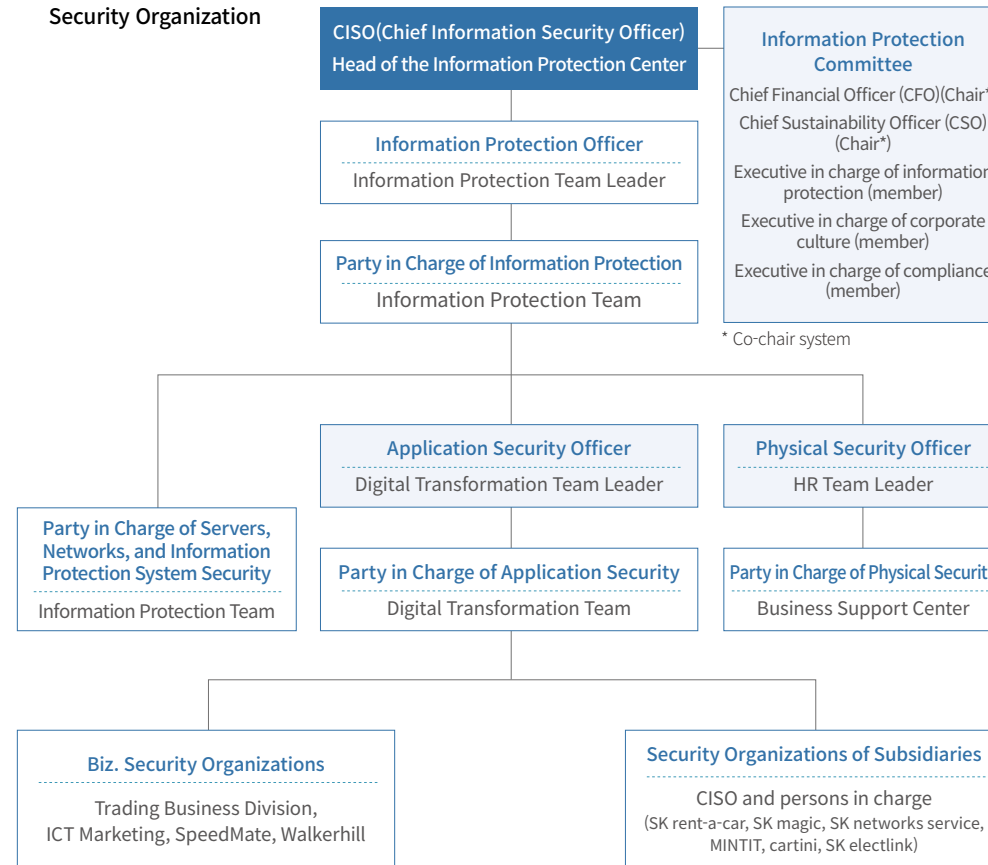 Security Organization
CISO(Chief Information Security Officer)
Head of the Information Protection Center
Information Protection
Committee
Chief Financial Officer (CFO)(Chair*
Chief Sustainability Officer (CSO)
(Chair*)
Executive in charge of information
protection (member)
Executive in charge of corporate
culture (member)
Executive in charge of compliance
(member)
* Co-chair system
Information Protection Officer
Information Protection Team Leader
Party in Charge of Information Protection
Information Protection Team
Application Security Officer
Digital Transformation Team Leader
Physical Security Officer
HR Team Leader
Party in Charge of Servers,
Networks, and Information
Protection System Security
Information Protection Team
Party in Charge of Application Security
Digital Transformation Team
Party in Charge of Physical Securit
Business Support Center
Biz. Security Organizations
Trading Business Division,
ICT Marketing, SpeedMate, Walkerhill
Security Organizations of Subsidiaries
CISO and persons in charge
(SK rent-a-car, SK magic, SK networks service,
MINTIT, cartini, SK electlink)